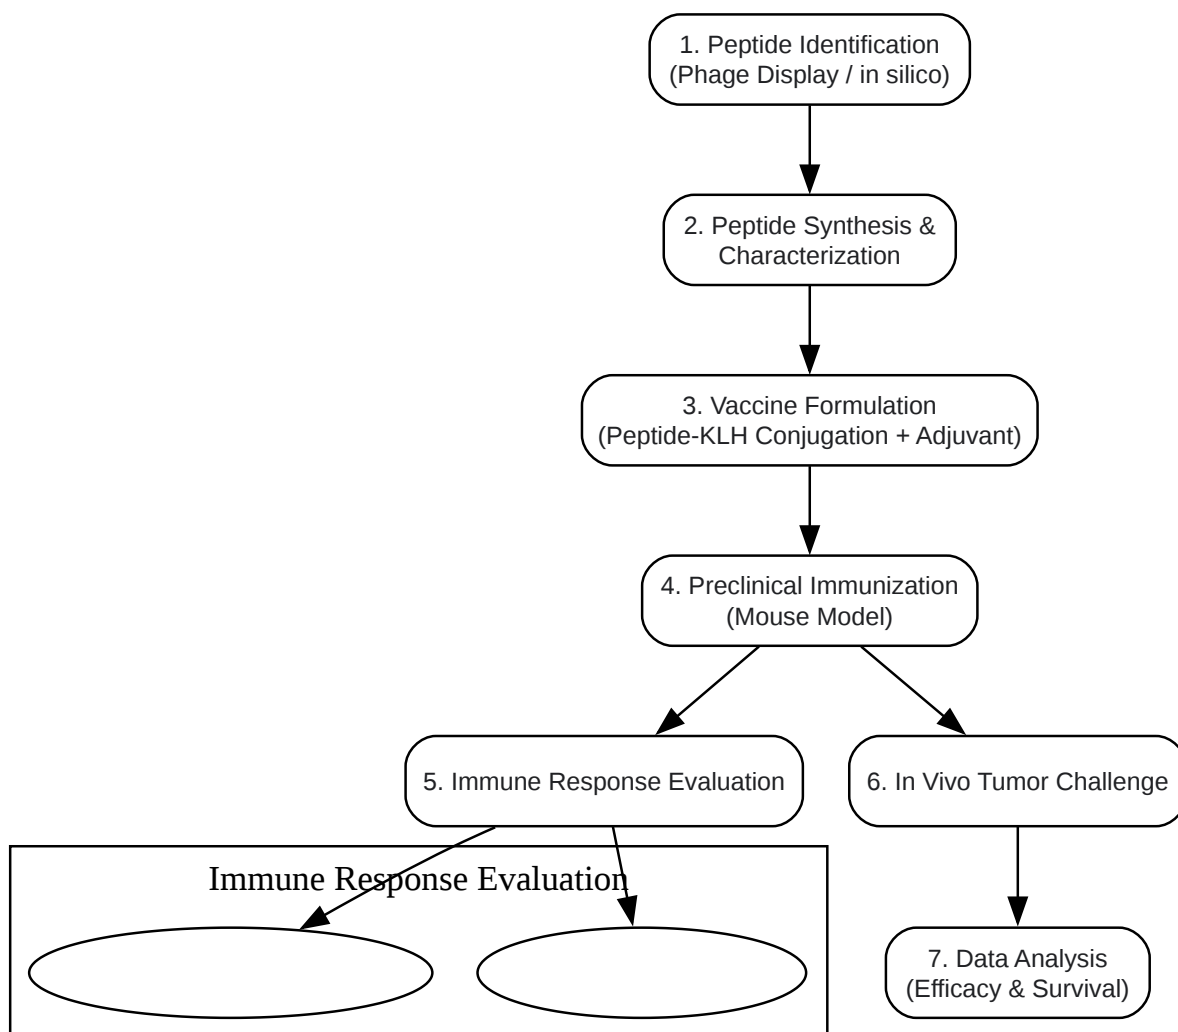 1. Peptide Identification
(Phage Display / in silico)
2. Peptide Synthesis &
Characterization
3. Vaccine Formulation
(Peptide-KLH Conjugation + Adjuvant)
4. Preclinical Immunization
(Mouse Model)
5. Immune Response Evaluation
6. In Vivo Tumor Challenge
Immune Response Evaluation
7. Data Analysis
(Efficacy & Survival)